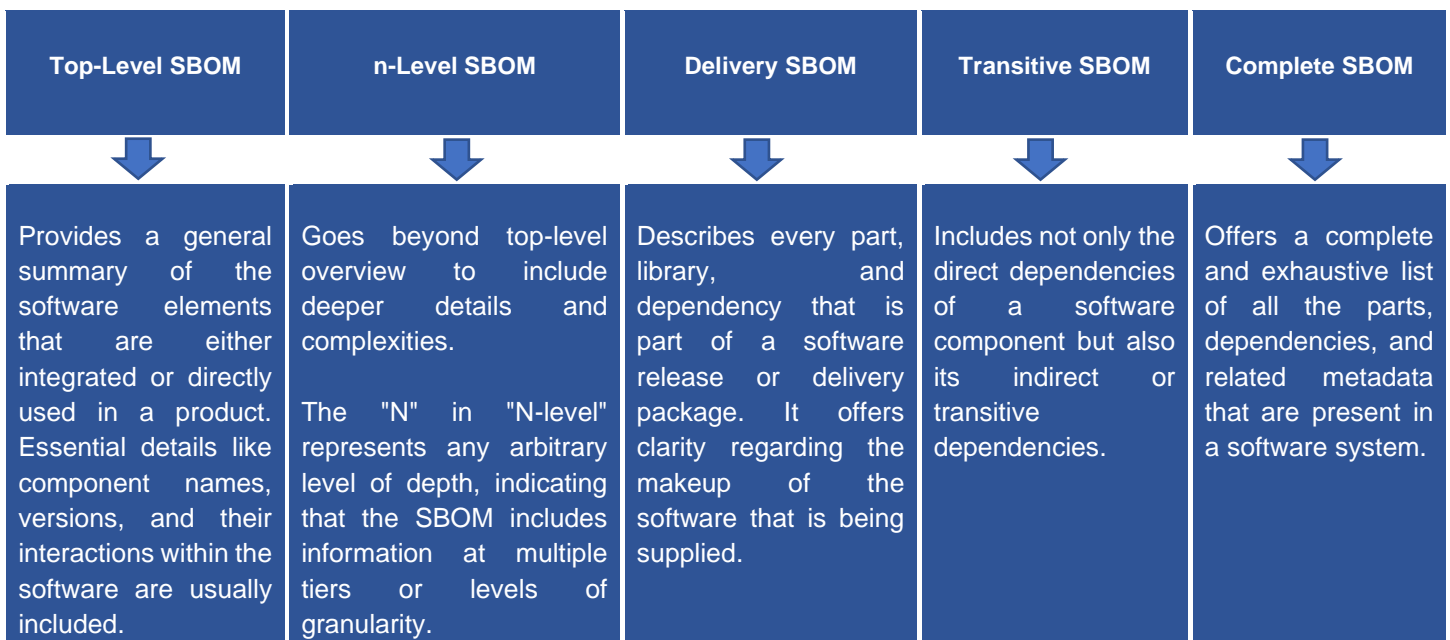 Top-Level SBOM
n-Level SBOM
Delivery SBOM
Transitive SBOM
Complete SBOM
Provides a general
summary of the
software elements
that are either
integrated or directly
used in a product.
Essential details like
component names,
versions, and their
interactions within the
software are usually
included.
Goes beyond top-level
overview to include
deeper details and
complexities.
The "N" in "N-level"
represents any arbitrary
level of depth, indicating
that the SBOM includes
information at multiple
tiers or levels of
granularity.
Describes every part,
library, and
dependency that is
part of a software
release or delivery
package. It offers
clarity regarding the
makeup of the
software that is being
supplied.
Includes not only the
direct dependencies
of a software
component but also
its indirect or
transitive
dependencies.
Offers a complete
and exhaustive list
of all the parts,
dependencies, and
related metadata
that are present in
a software system.